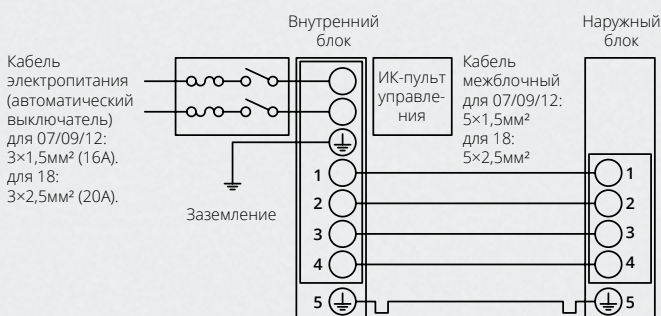 Внутренний
блок
Наружный
блок
Кабель
электропитания
(автоматический
выключатель)
для 07/09/12:
3×1,5мм² (16А).
для 18:
3×2,5мм² (20А).
ИК-пульт
управле-
ния
Кабель
межблочный
для 07/09/12:
5×1,5мм²
для 18:
5×2,5мм²
Заземление
1
2
3
4
5
1
2
3
4
5